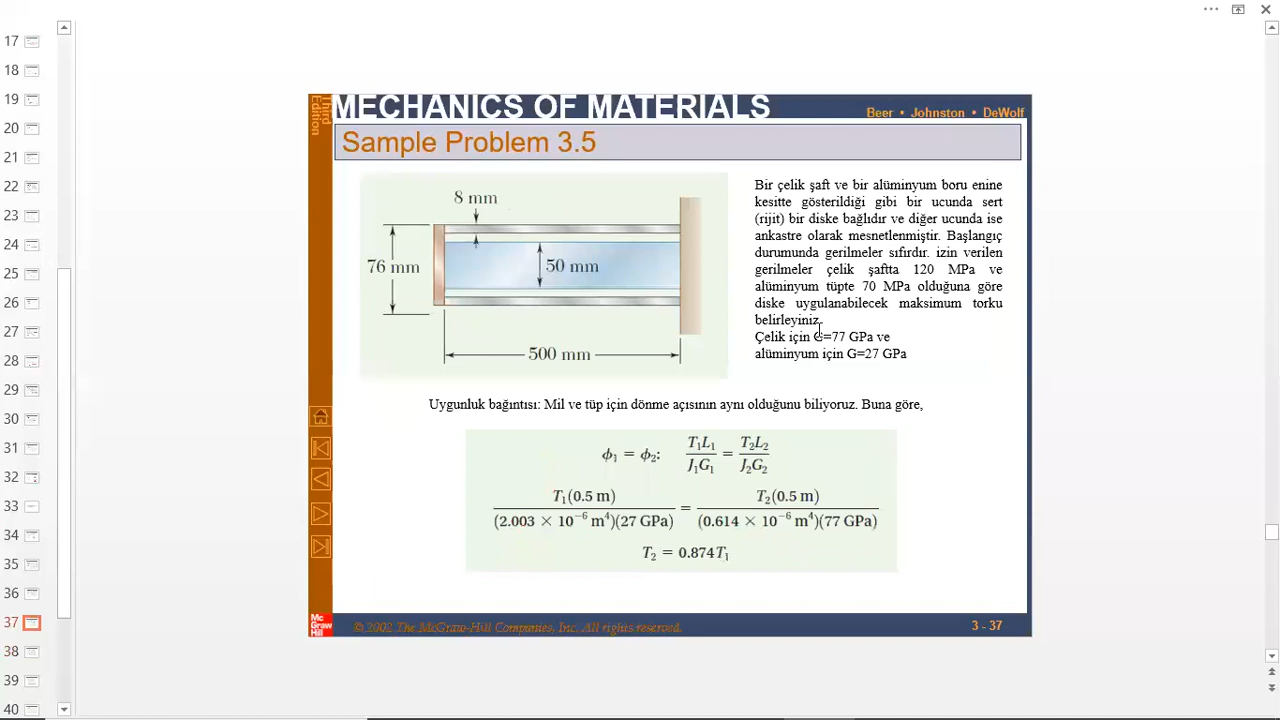 17
18
19
20
21
22
23
24
25
26
27
28
29
30
31
32
33
34
35
36
37
38
39
40
Third
Edition
MECHANICS OF MATERIALS
Beer • Johnston • DeWolf
Sample Problem 3.5
8 mm
76 mm
50 mm
500 mm
Bir çelik şaft ve bir alüminyum boru enine
kesitte gösterildiği gibi bir ucunda sert
(rijit) bir diske bağlıdır ve diğer ucunda ise
ankastre olarak mesnetlenmiştir. Başlangıç
durumunda gerilmeler sıfırdır. izin verilen
gerilmeler çelik şaftta 120 MPa ve
alüminyum tüpte 70 MPa olduğuna göre
diske uygulanabilecek maksimum torku
belirleyiniz.
Çelik için G=77 GPa ve
alüminyum için G=27 GPa
Uygunluk bağıntısı: Mil ve tüp için dönme açısının aynı olduğunu biliyoruz. Buna göre,
ϕ₁ = ϕ₂: T₁L₁/J₁G₁ = T₂L₂/J₂G₂
T₁(0.5 m)/(2.003 × 10⁻⁶ m⁴)(27 GPa) = T₂(0.5 m)/(0.614 × 10⁻⁶ m⁴)(77 GPa)
T₂ = 0.874T₁
Mc
Graw
Hill
© 2002 The McGraw-Hill Companies, Inc. All rights reserved.
3 - 37